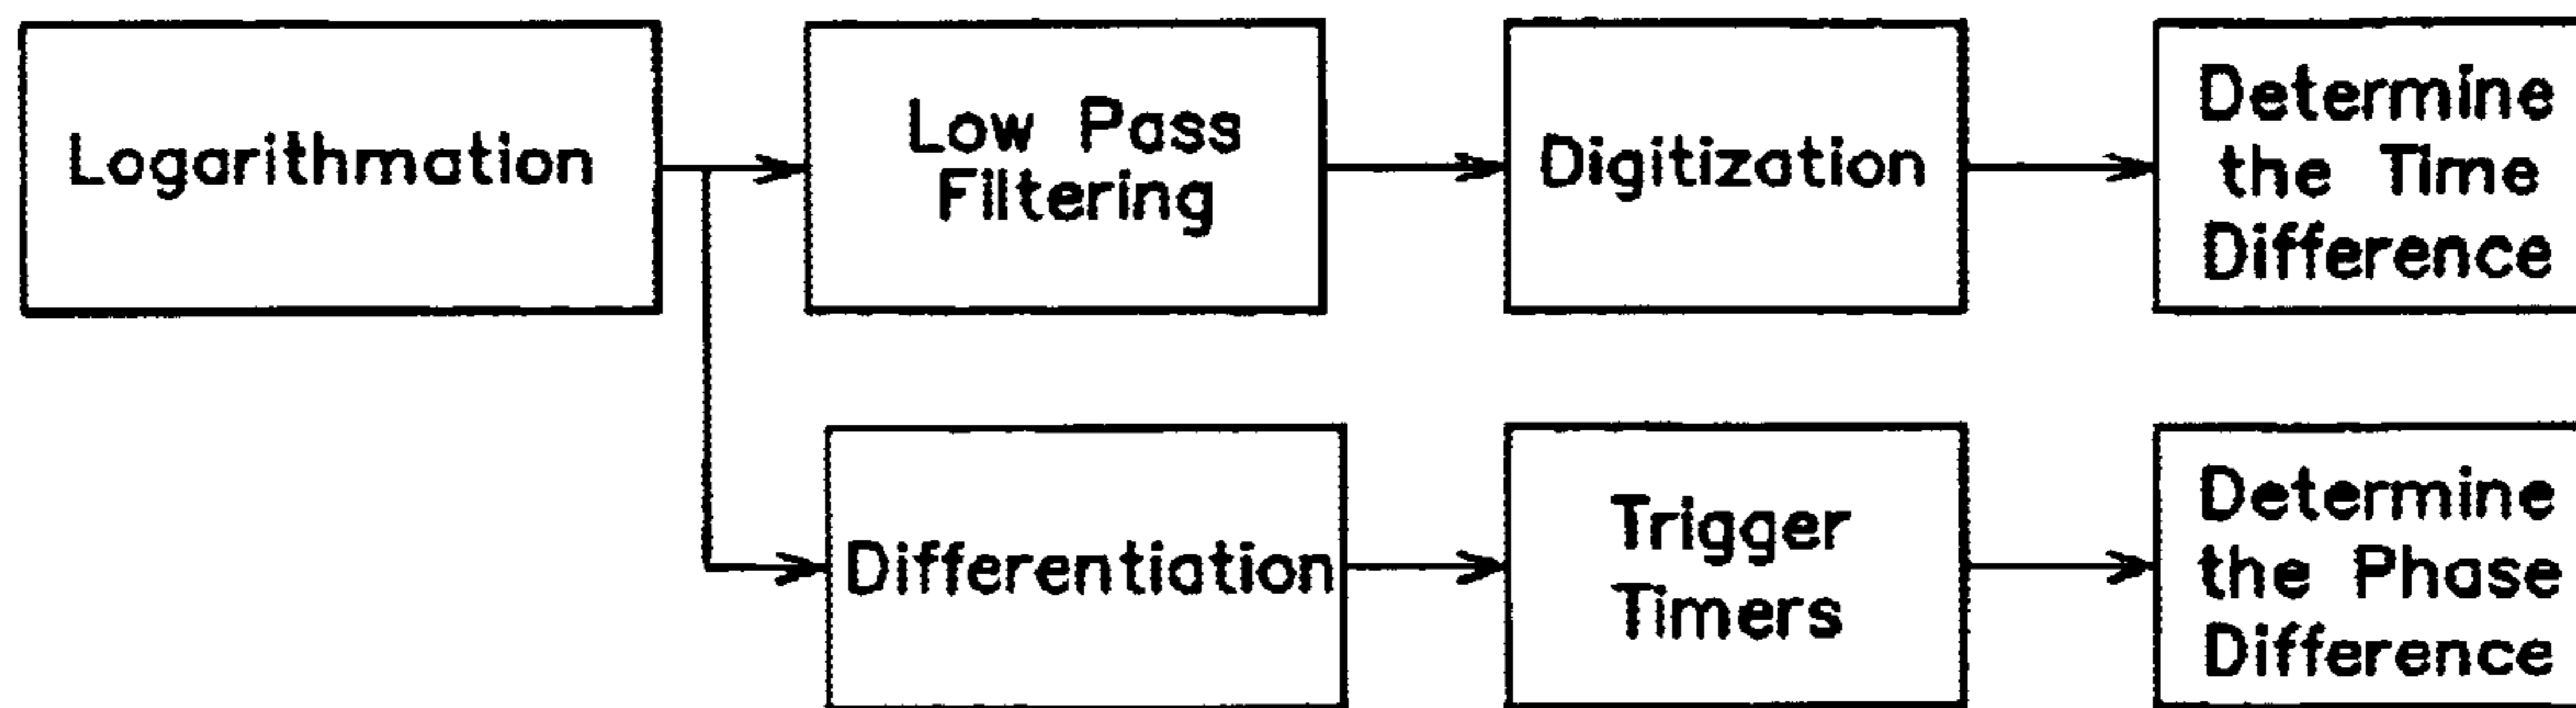 Logarithmation
Low Pass
Filtering
Digitization
Determine
the Time
Difference
Differentiation
Trigger
Timers
Determine
the Phase
Difference